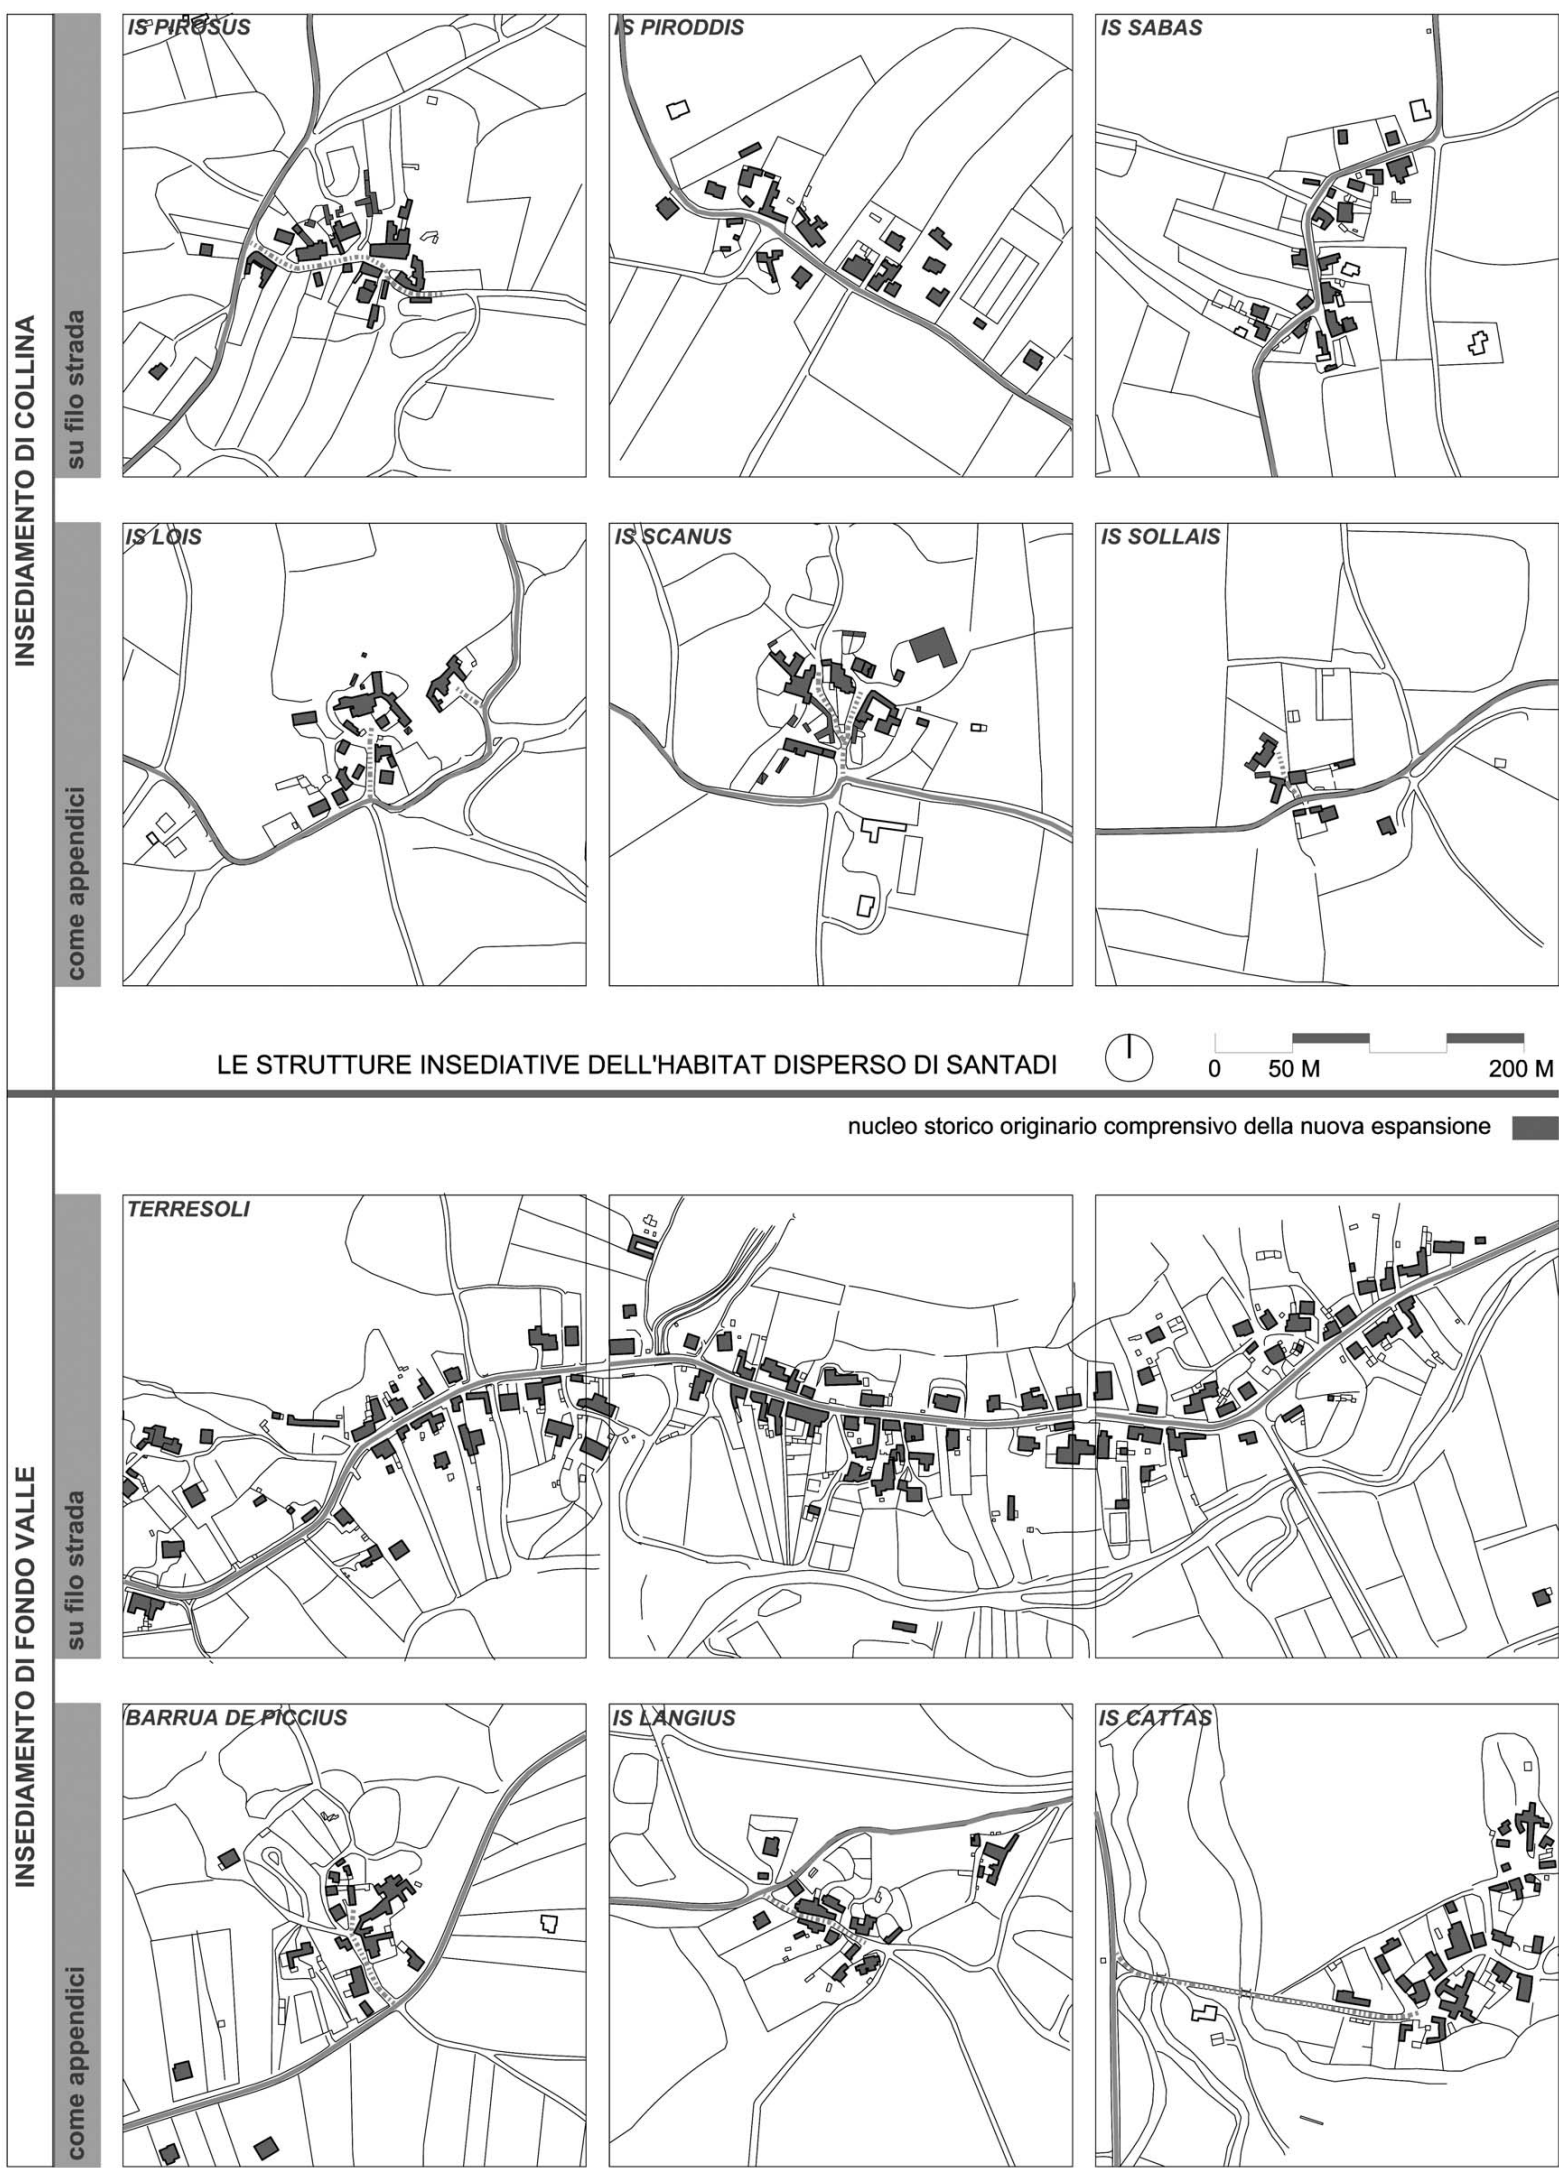 INSEDIAMENTO DI COLLINA
su filo strada
IS PIROSUS
IS PIRODDIS
IS SABAS
come appendici
IS LOIS
IS SCANUS
IS SOLLAIS
LE STRUTTURE INSEDIATIVE DELL'HABITAT DISPERSO DI SANTADI
0 50 M 200 M
nucleo storico originario comprensivo della nuova espansione
INSEDIAMENTO DI FONDO VALLE
su filo strada
TERRESOLI
come appendici
BARRUA DE PICCIUS
IS LANGIUS
IS CATTAS